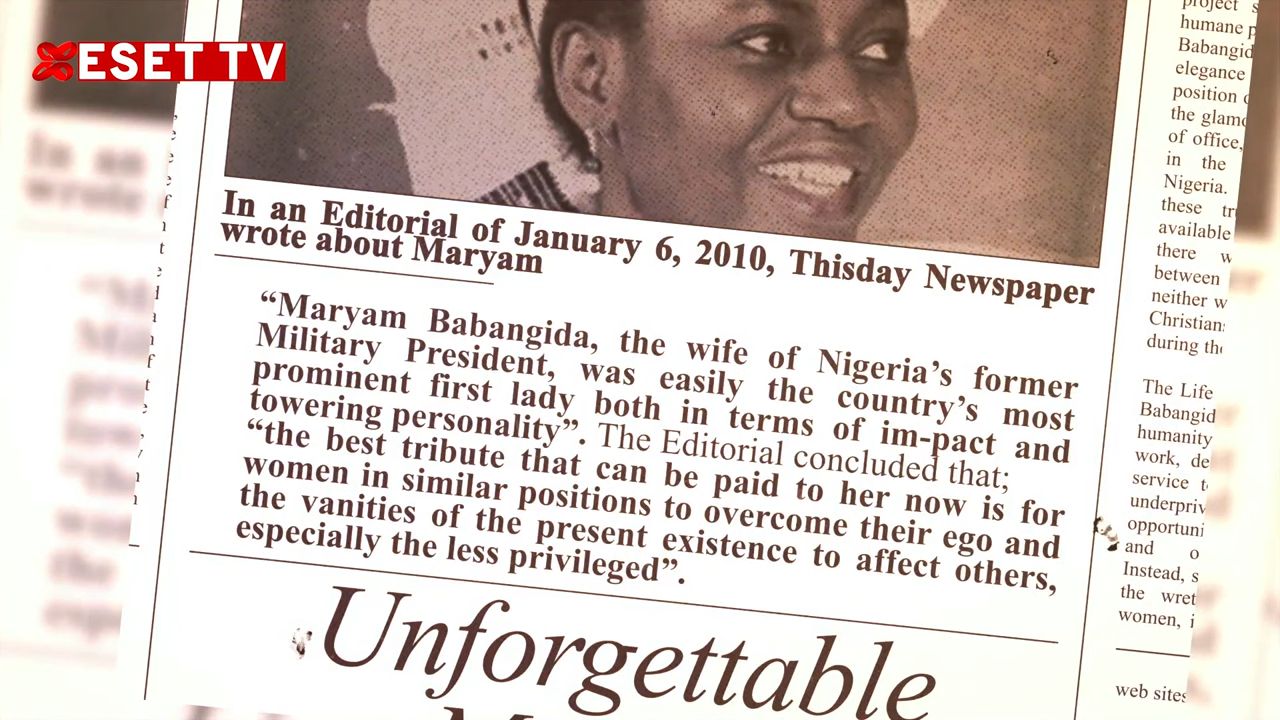 ESET TV
In an Editorial of January 6, 2010, Thisday Newspaper
wrote about Maryam
“Maryam Babangida, the wife of Nigeria’s former
Military President, was easily the country’s most
prominent first lady both in terms of im-pact and
towering personality”. The Editorial concluded that;
“the best tribute that can be paid to her now is for
women in similar positions to overcome their ego and
the vanities of the present existence to affect others,
especially the less privileged”.
Unforgettable
project
humane
Babangid
elegance
position
the glamo
of office,
in the
Nigeria.
these
available
there
between
neither
Christian
during
The Life
Babangid
humanity
work,
service
underpriv
opportuni
and
Instead,
the
women,
web sites